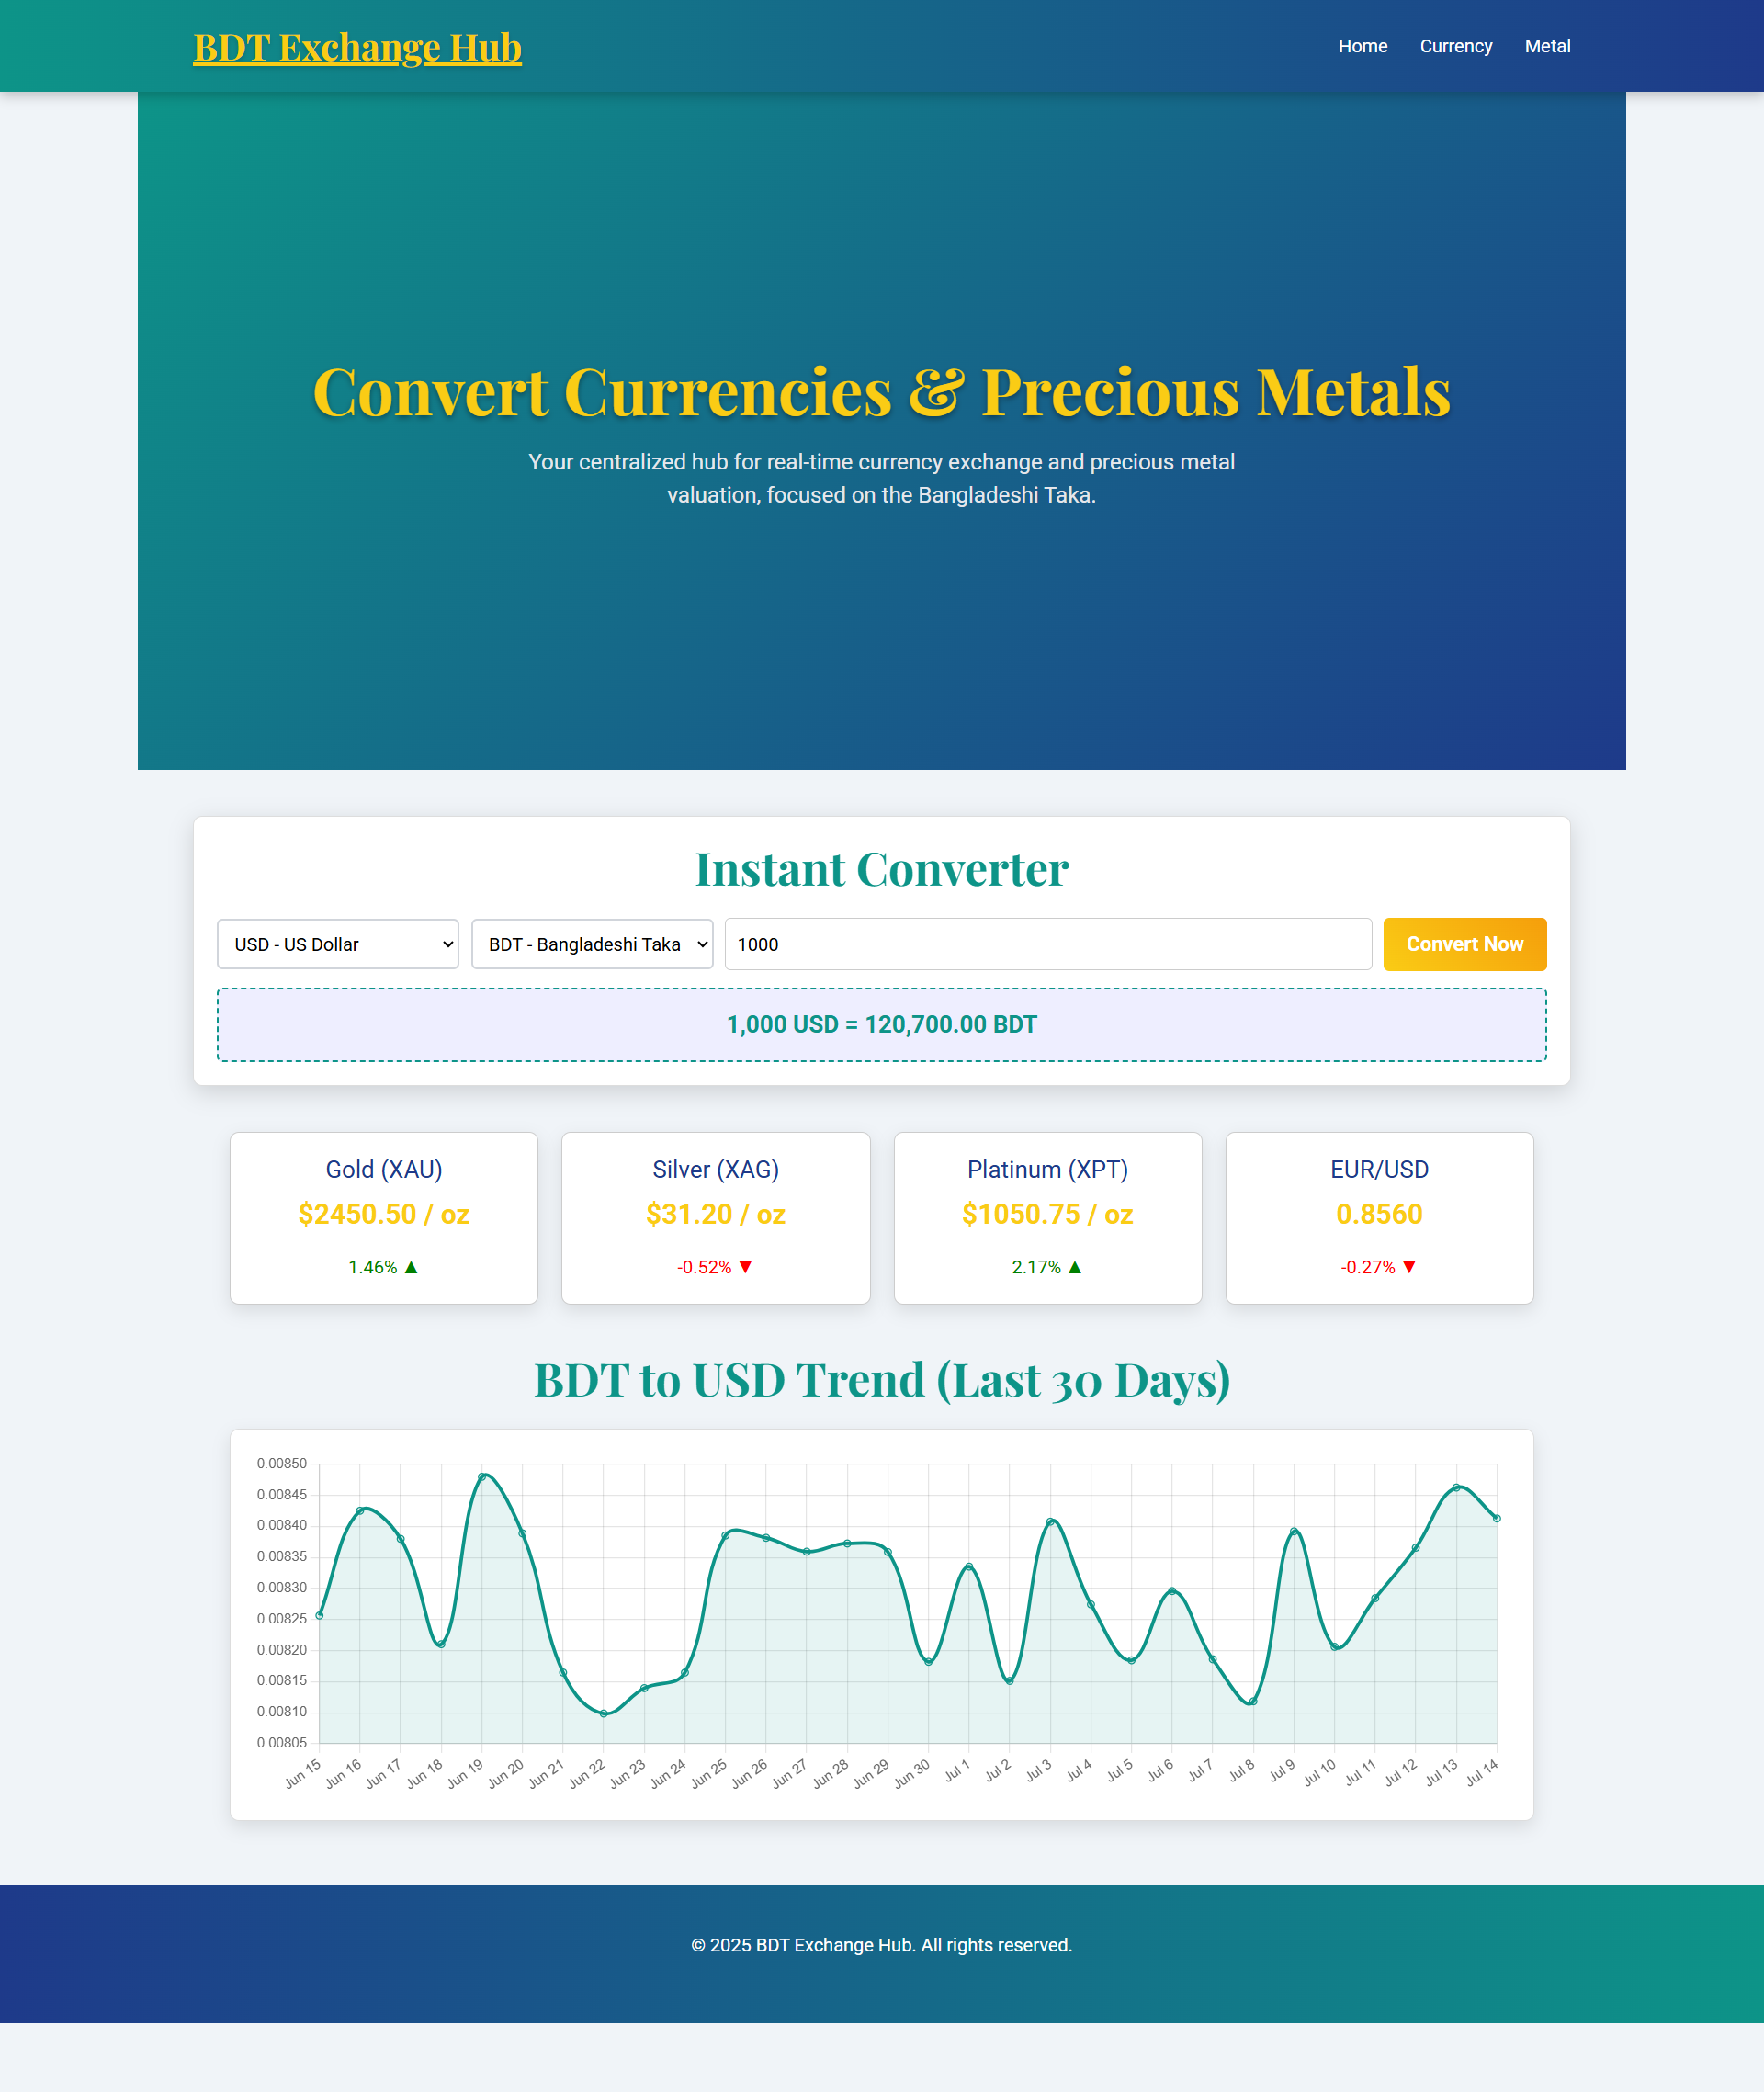 BDT Exchange Hub
Home Currency Metal
Convert Currencies & Precious Metals
Your centralized hub for real-time currency exchange and precious metal
valuation, focused on the Bangladeshi Taka.
Instant Converter
USD - US Dollar
BDT - Bangladeshi Taka
1000
Convert Now
1,000 USD = 120,700.00 BDT
Gold (XAU)
$2450.50 / oz
1.46% ▲
Silver (XAG)
$31.20 / oz
-0.52% ▼
Platinum (XPT)
$1050.75 / oz
2.17% ▲
EUR/USD
0.8560
-0.27% ▼
BDT to USD Trend (Last 30 Days)
0.00850
0.00845
0.00840
0.00835
0.00830
0.00825
0.00820
0.00815
0.00810
0.00805
Jun 15 Jun 16 Jun 17 Jun 18 Jun 19 Jun 20 Jun 21 Jun 22 Jun 23 Jun 24 Jun 25 Jun 26 Jun 27 Jun 28 Jun 29 Jun 30 Jul 1 Jul 2 Jul 3 Jul 4 Jul 5 Jul 6 Jul 7 Jul 8 Jul 9 Jul 10 Jul 11 Jul 12 Jul 13 Jul 14
© 2025 BDT Exchange Hub. All rights reserved.